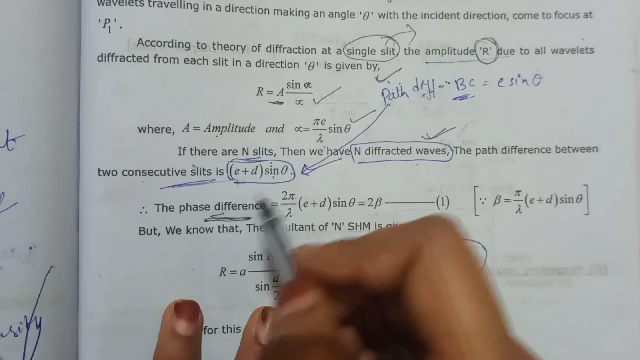 wavelets travelling in a direction making an angle 'θ' with the incident direction, come to focus at
'P₁'.
According to theory of diffraction at a single slit, the amplitude 'R' due to all wavelets
diffracted from each slit in a direction 'θ' is given by,
Path diff ∵ BC = e sin θ
R = A sin ∝ / ∝
where, A = Amplitude and ∝ = πe/λ sin θ
If there are N slits, Then we have N diffracted waves, The path difference between
two consecutive slits is (e+d) sin θ.
∴ The phase difference = 2π/λ (e+d) sin θ = 2β ———(1) [∵ β = π/λ (e+d) sin θ]
But, We know that, The resultant of 'N' SHM is
R = a sin
sin
for this